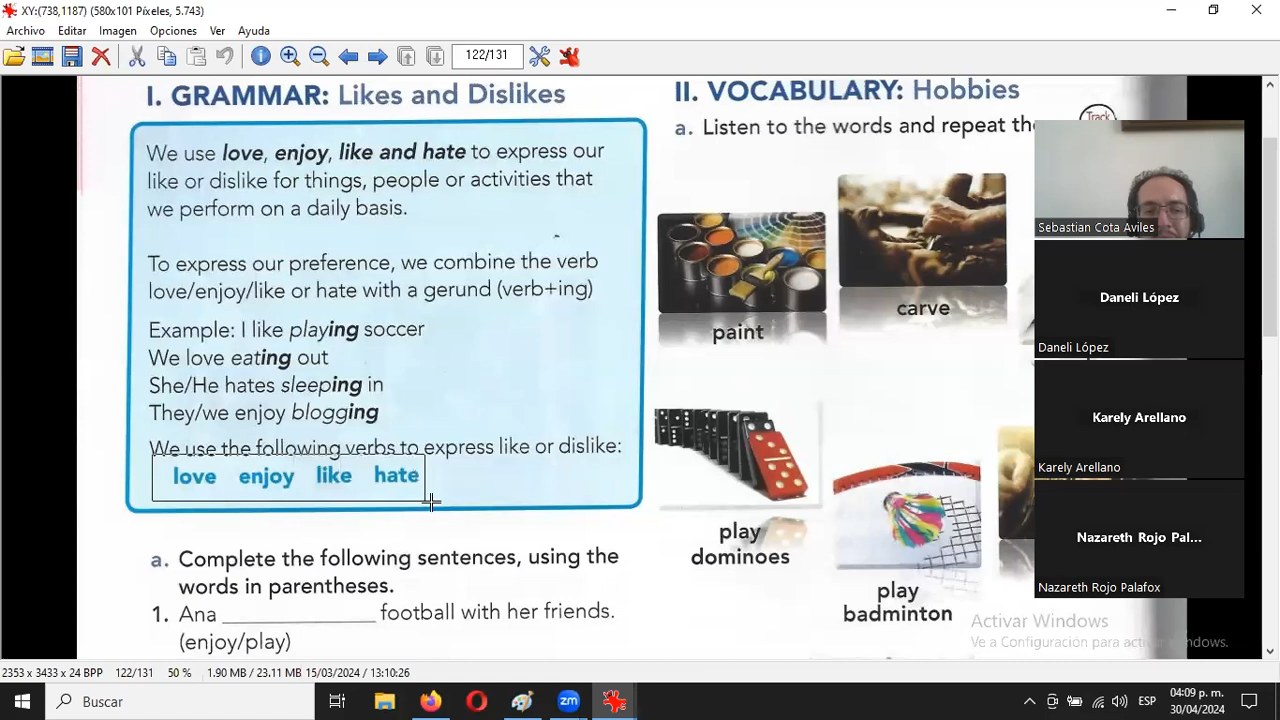 XY:(738,1187) (580x101 Píxeles, 5.743)
Archivo Editar Imagen Opciones Ver Ayuda
122/131
I. GRAMMAR: Likes and Dislikes
We use love, enjoy, like and hate to express our
like or dislike for things, people or activities that
we perform on a daily basis.
To express our preference, we combine the verb
love/enjoy/like or hate with a gerund (verb+ing)
Example: I like playing soccer
We love eating out
She/He hates sleeping in
They/we enjoy blogging
We use the following verbs to express like or dislike:
love enjoy like hate
a. Complete the following sentences, using the
words in parentheses.
1. Ana ______________ football with her friends.
(enjoy/play)
II. VOCABULARY: Hobbies
a. Listen to the words and repeat
Track
paint
carve
play
dominoes
play
badminton
Sebastian Cota Aviles
Daneli López
Daneli López
Karely Arellano
Karely Arellano
Nazareth Rojo Pal...
Nazareth Rojo Palafox
Activar Windows
Ve a Configuración para activar Windows.
2353 x 3433 x 24 BPP 122/131 50 % 1.90 MB / 23.11 MB 15/03/2024 / 13:10:26
Buscar
zm
ESP
04:09 p. m.
30/04/2024